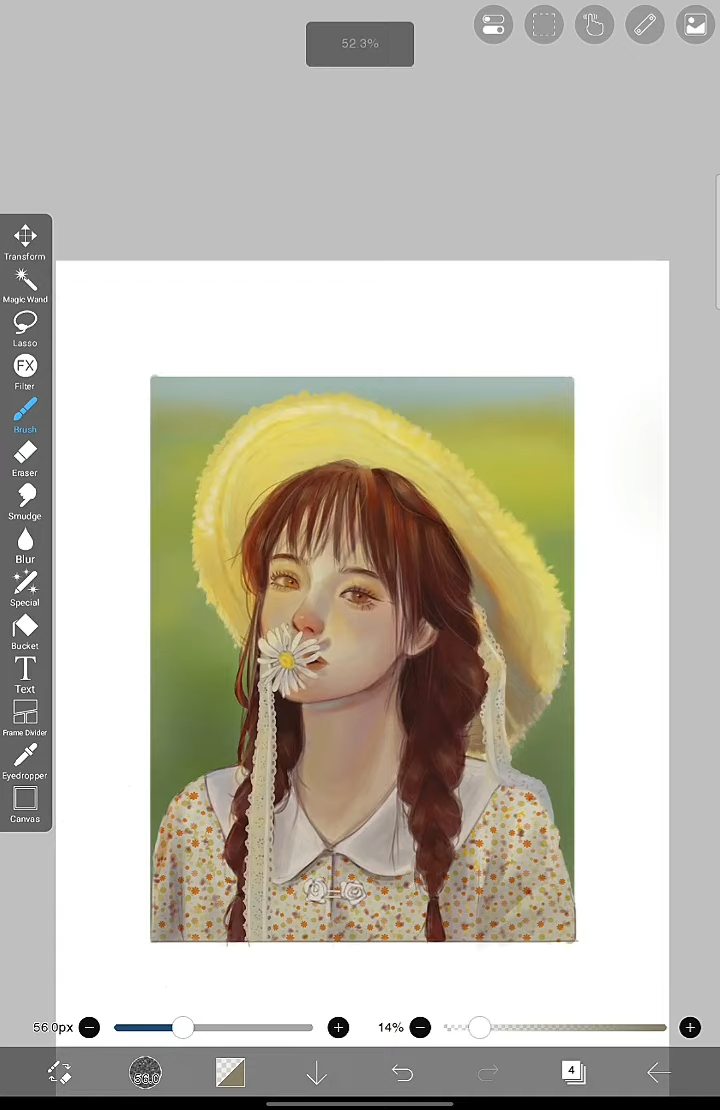 52.3%
Transform
Magic Wand
Lasso
FX
Filter
Brush
Eraser
Smudge
Blur
Special
Bucket
T
Text
Frame Divider
Eyedropper
Canvas
56.0px
14%
56.0
4